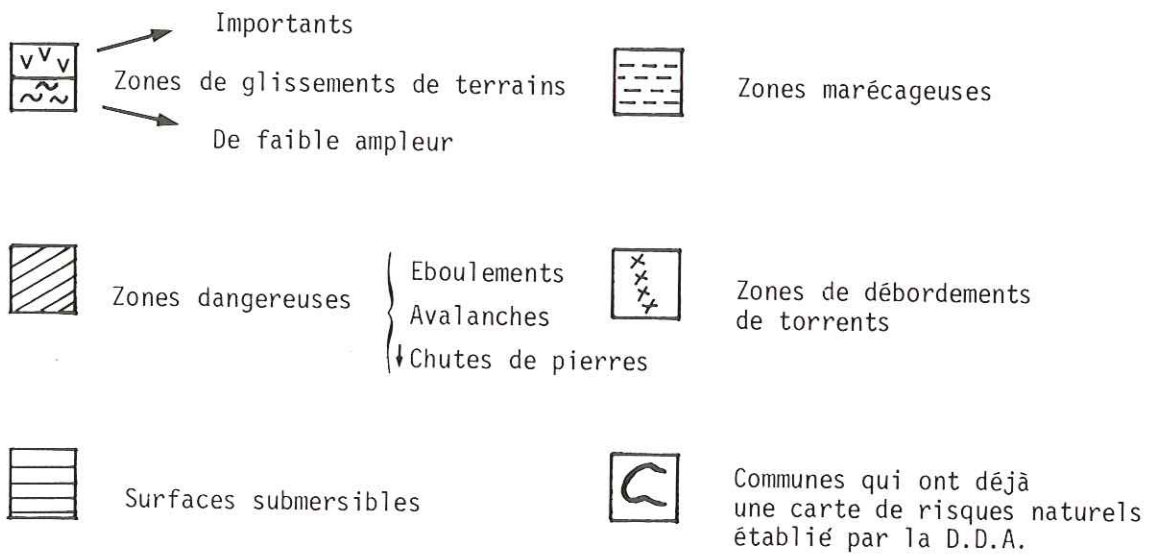 Importants
Zones de glissements de terrains
De faible ampleur
Zones marécageuses
Zones dangereuses
Eboulements
Avalanches
Chutes de pierres
Zones de débordements
de torrents
Surfaces submersibles
Communes qui ont déjà
une carte de risques naturels
établié par la D.D.A.